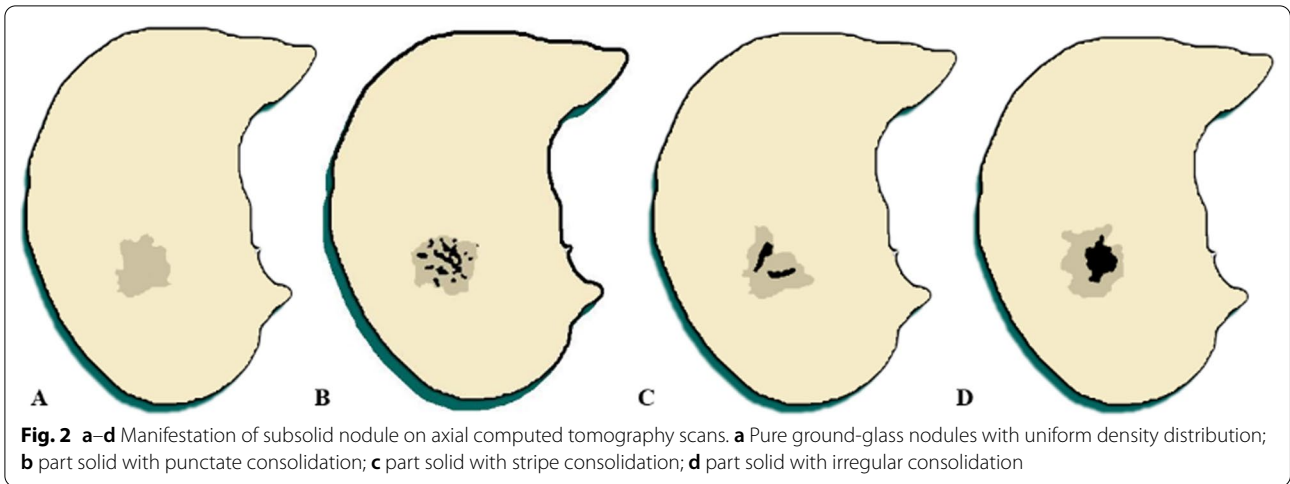 A B C D
Fig. 2 a–d Manifestation of subsolid nodule on axial computed tomography scans. a Pure ground-glass nodules with uniform density distribution;
b part solid with punctate consolidation; c part solid with stripe consolidation; d part solid with irregular consolidation